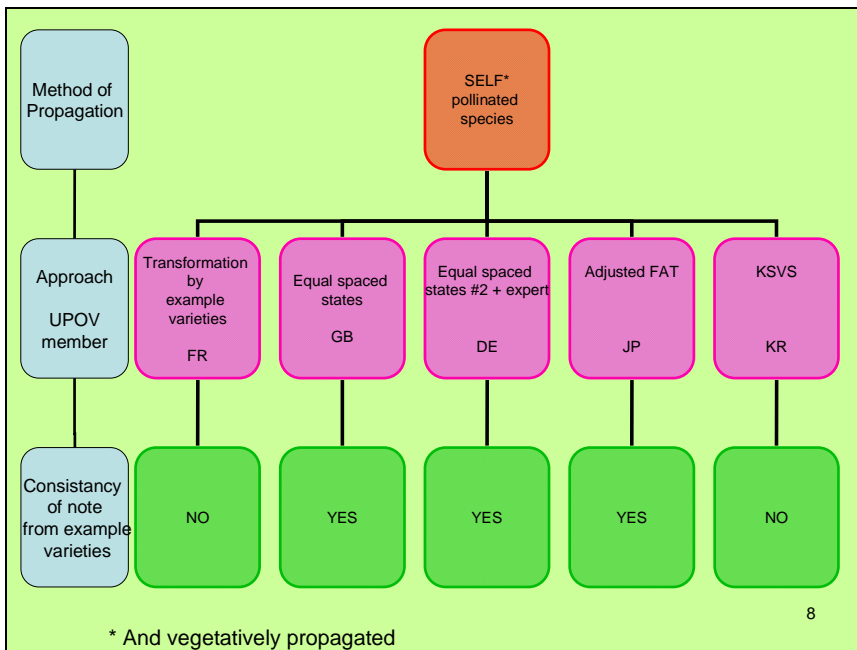 Method of
Propagation
SELF*
pollinated
species
Approach
UPOV
member
Transformation
by
example
varieties
FR
Equal spaced
states
GB
Equal spaced
states #2 + expert
DE
Adjusted FAT
JP
KSVS
KR
Consistancy
of note
from example
varieties
NO
YES
YES
YES
NO
8
* And vegetatively propagated